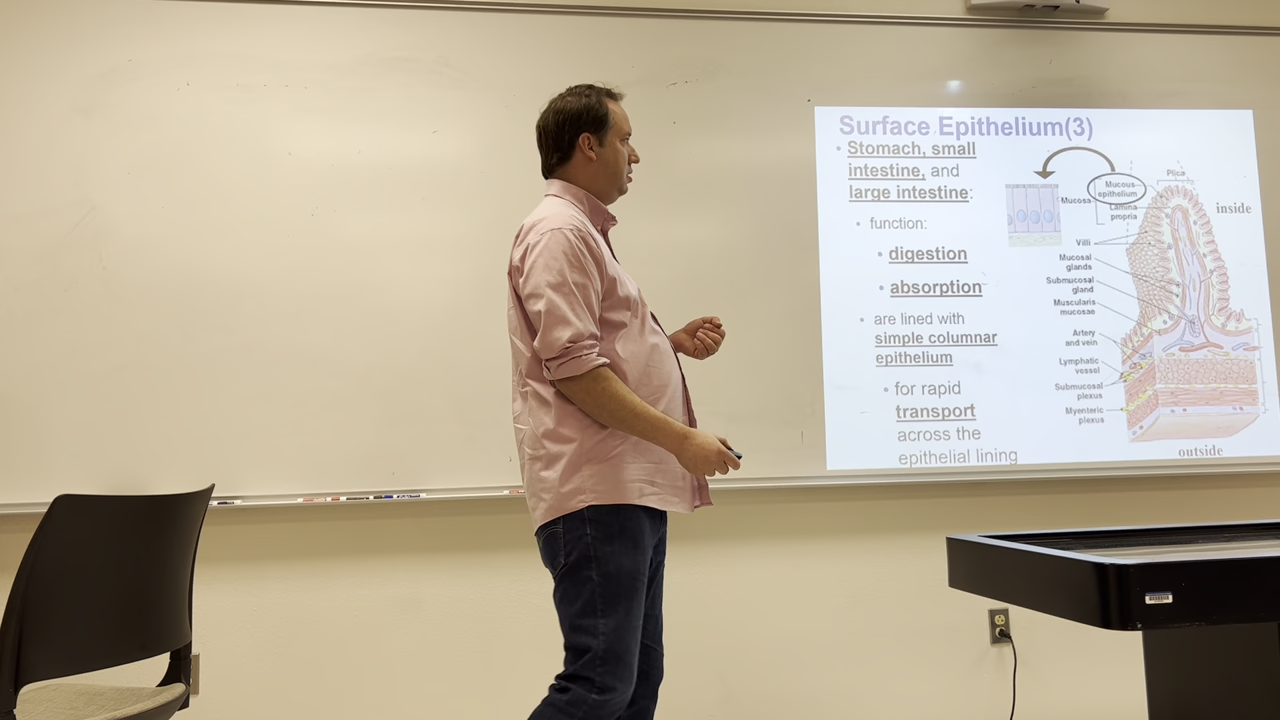 Surface Epithelium(3)
• Stomach, small
intestine, and
large intestine:
• function:
• digestion
• absorption
• are lined with
simple columnar
epithelium
• for rapid
transport
across the
epithelial lining
Plica
Mucous
epithelium
Mucosa
Lamina
propria
inside
Villi
Mucosal
glands
Submucosal
gland
Muscularis
mucosae
Artery
and vein
Lymphatic
vessel
Submucosal
plexus
Myenteric
plexus
outside